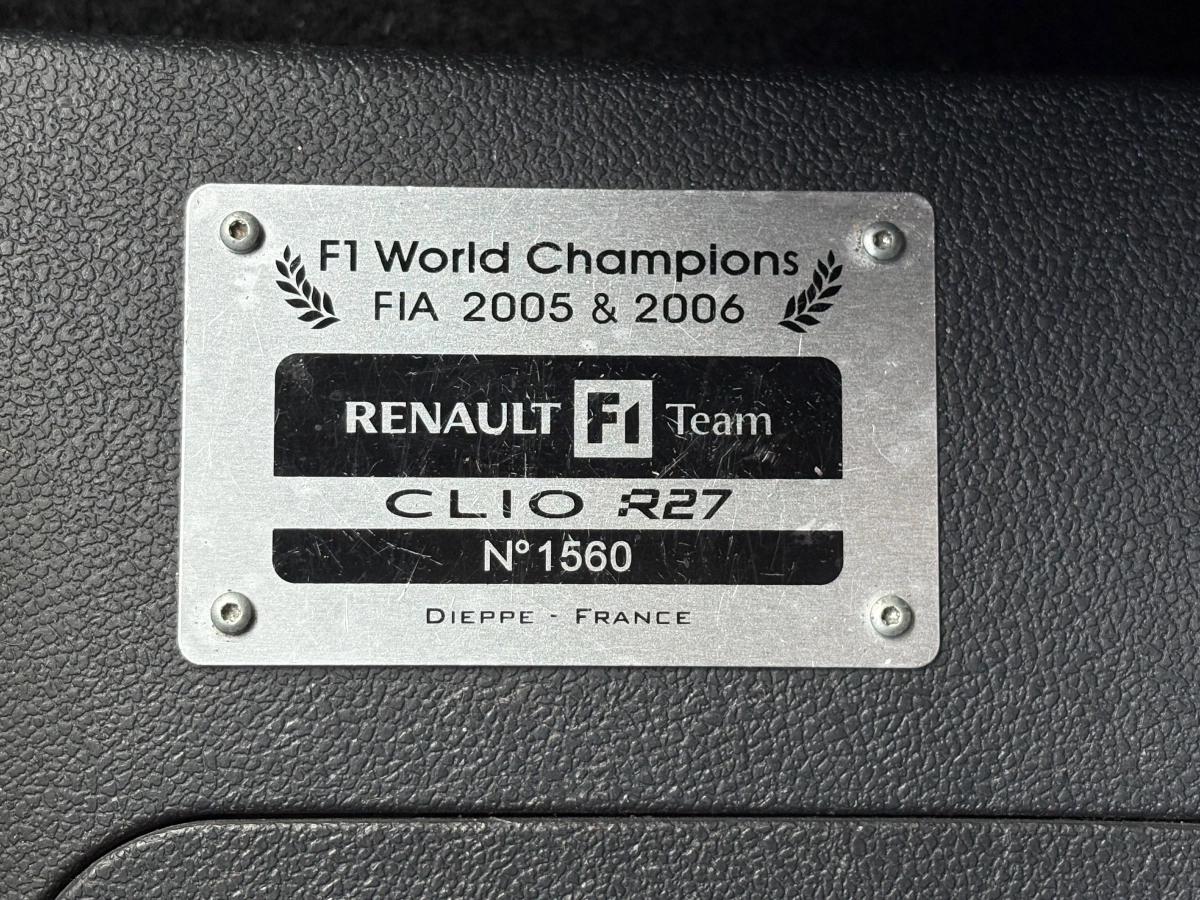 F1 World Champions
FIA 2005 & 2006
RENAULT F1 Team
CLIO R27
N°1560
DIEPPE - FRANCE